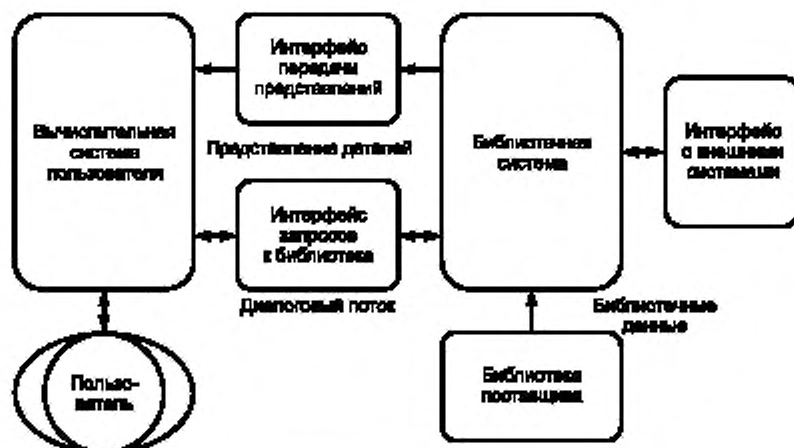 Вычислительная
система
пользователя
Интерфейс
передачи
представлений
Представление деталей
Интерфейс
запросов
к библиотеке
Диалоговый поток
Библиотечная
система
Интерфейс
с внешними
системами
Библиотечные
данные
Библиотека
поставщика
Пользо-
ватель